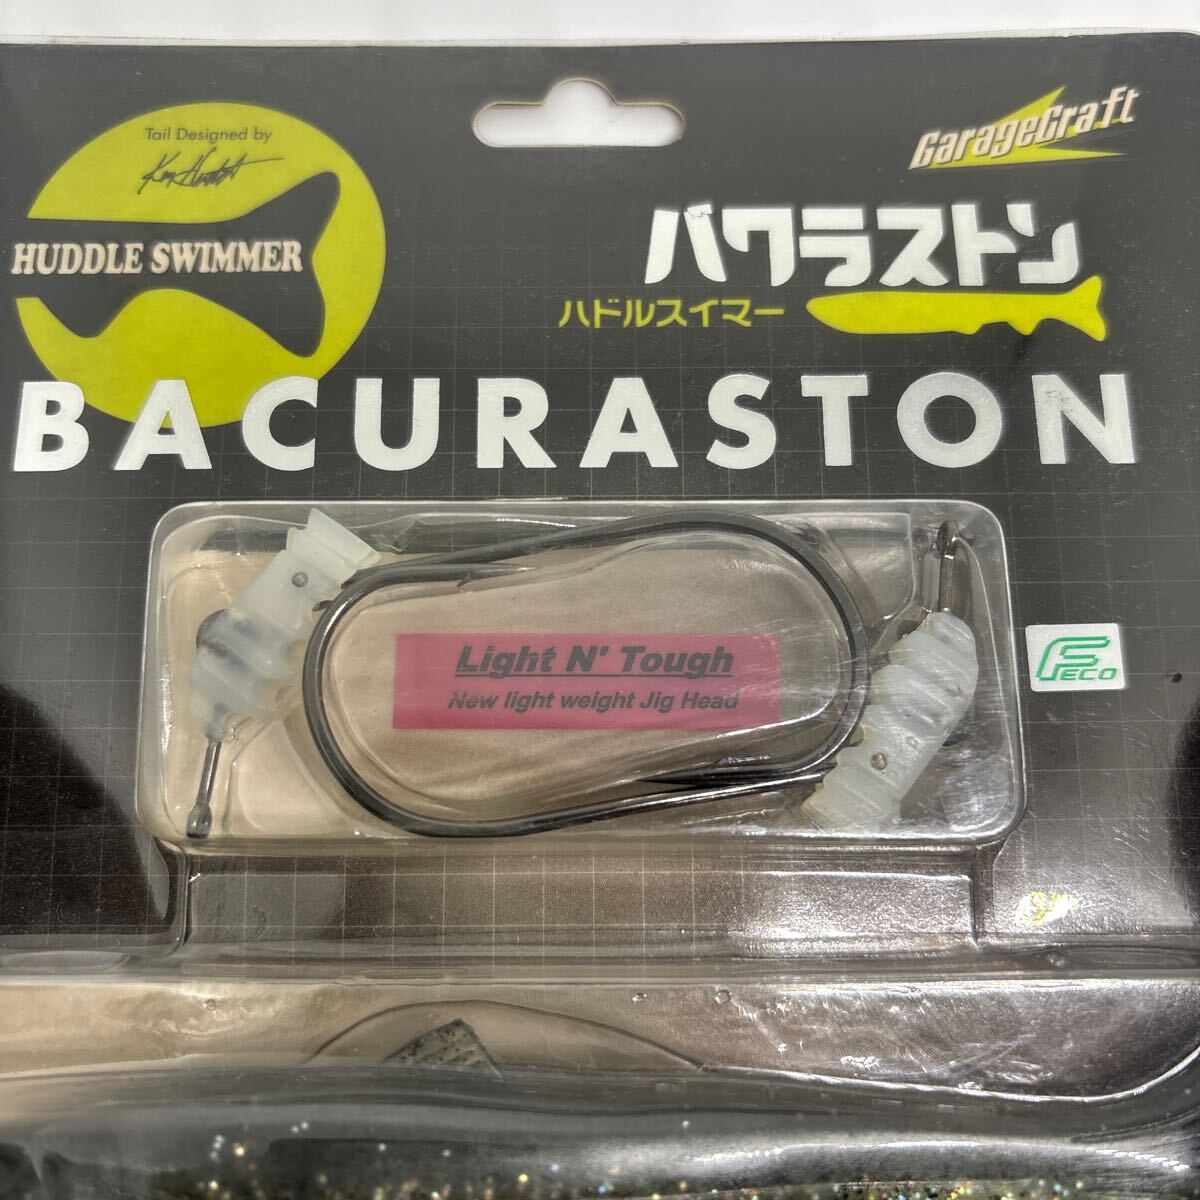 Tail Designed by
HUDDLE SWIMMER
GarageCraft
バクラストン
ハドルスイマー
BACURASTON
Light N' Tough
New light weight Jig Head
FECO